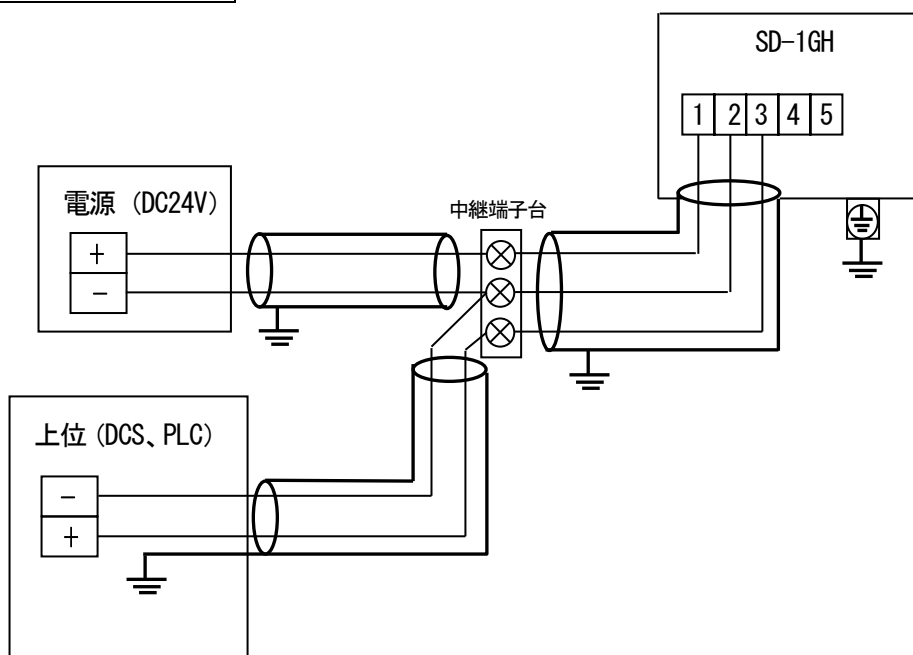 SD-1GH
1 2 3 4 5
電源 (DC24V)
+
-
中継端子台
上位 (DCS、PLC)
-
+